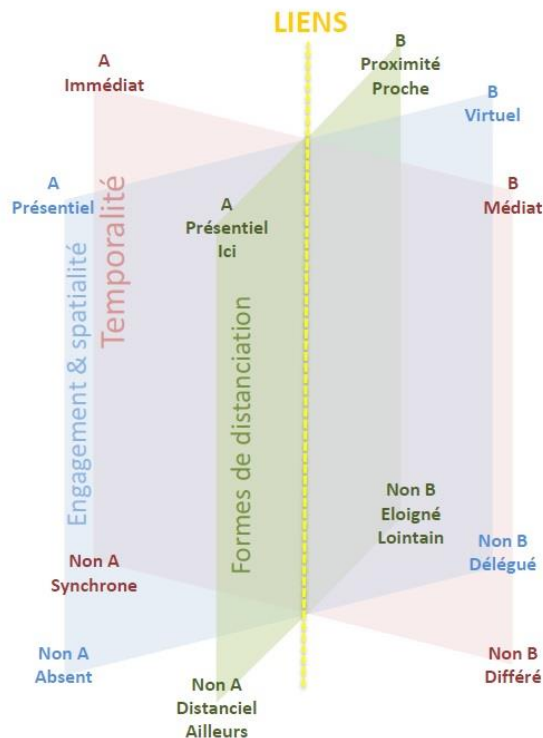 LIENS
A
Immédiat
B
Proximité
Proche
B
Virtuel
A
Présentiel
B
Médiat
A
Présentiel
Ici
Engagement & spatialité
Temporalité
Formes de distanciation
Non B
Eloigné
Lointain
Non B
Délégué
Non A
Synchrone
Non A
Absent
Non A
Distanciel
Ailleurs
Non B
Différé